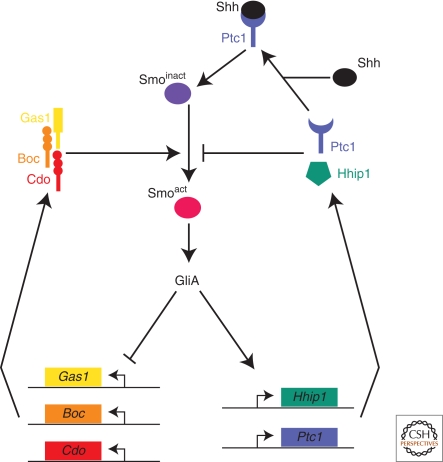 Shh
Ptc1
Shh
Smo^inact
Gas1
Boc
Cdo
Ptc1
Hhip1
Smo^act
GliA
Gas1
Hhip1
Boc
Ptc1
Cdo
CSH
PERSPECTIVES